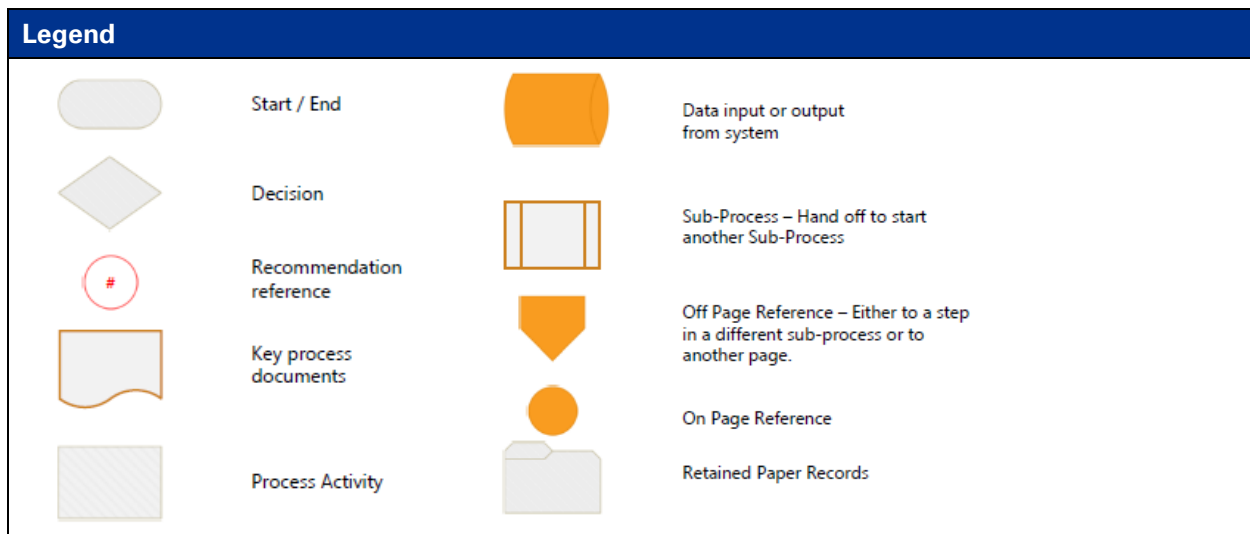 Legend
Start / End
Decision
#
Recommendation
reference
Key process
documents
Process Activity
Data input or output
from system
Sub-Process – Hand off to start
another Sub-Process
Off Page Reference – Either to a step
in a different sub-process or to
another page.
On Page Reference
Retained Paper Records